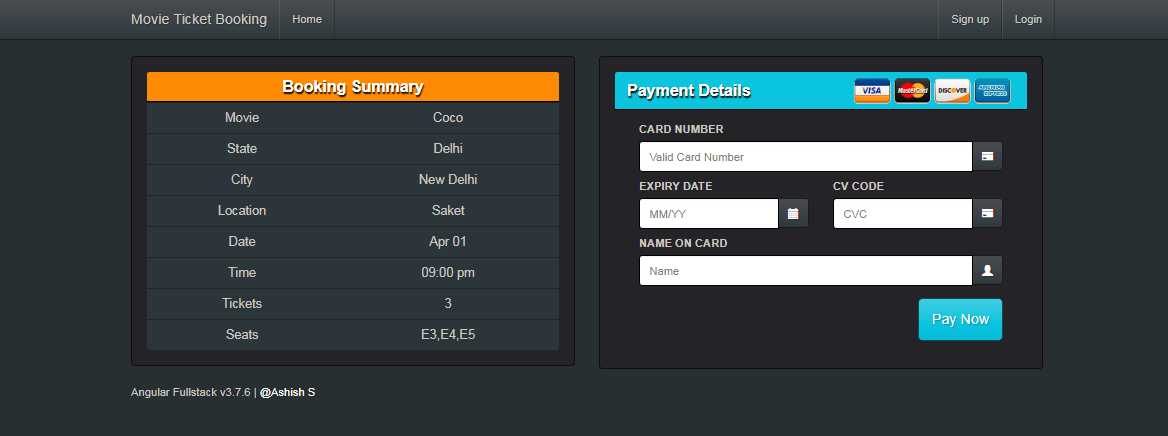 Movie Ticket Booking Home Sign up Login
Booking Summary
Movie Coco
State Delhi
City New Delhi
Location Saket
Date Apr 01
Time 09:00 pm
Tickets 3
Seats E3,E4,E5
Payment Details VISA MasterCard DISCOVER AMERICAN EXPRESS
CARD NUMBER
Valid Card Number
EXPIRY DATE CV CODE
MM/YY CVC
NAME ON CARD
Name
Pay Now
Angular Fullstack v3.7.6 | @Ashish S